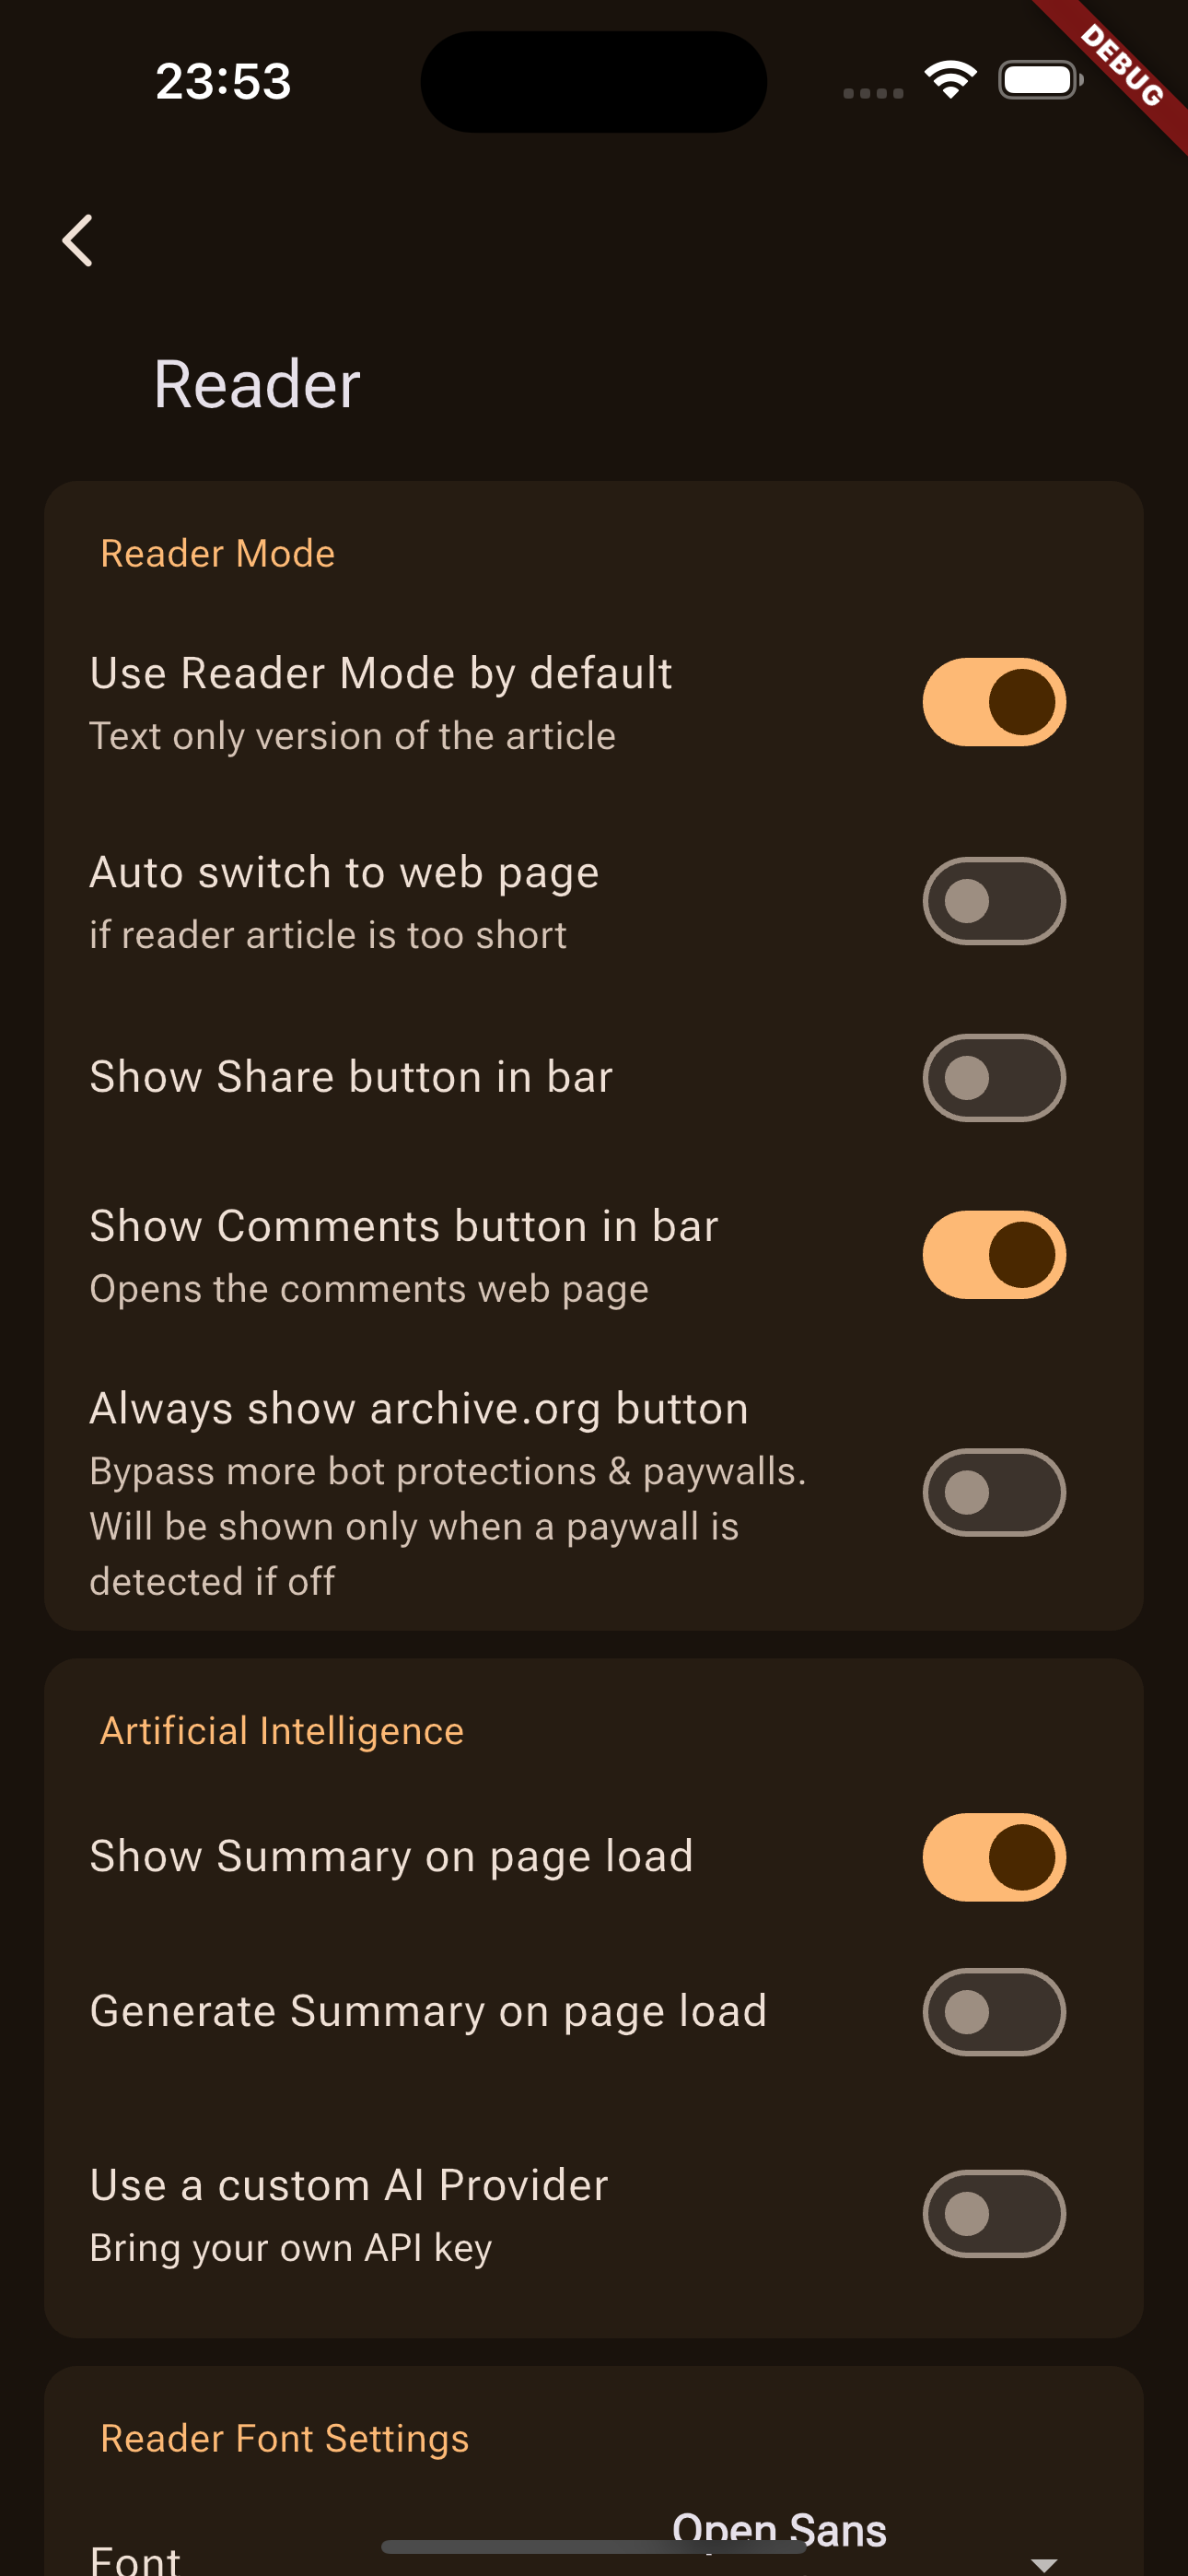 23:53
DEBUG
Reader
Reader Mode
Use Reader Mode by default
Text only version of the article
Auto switch to web page
if reader article is too short
Show Share button in bar
Show Comments button in bar
Opens the comments web page
Always show archive.org button
Bypass more bot protections & paywalls.
Will be shown only when a paywall is
detected if off
Artificial Intelligence
Show Summary on page load
Generate Summary on page load
Use a custom AI Provider
Bring your own API key
Reader Font Settings
Open Sans
Font